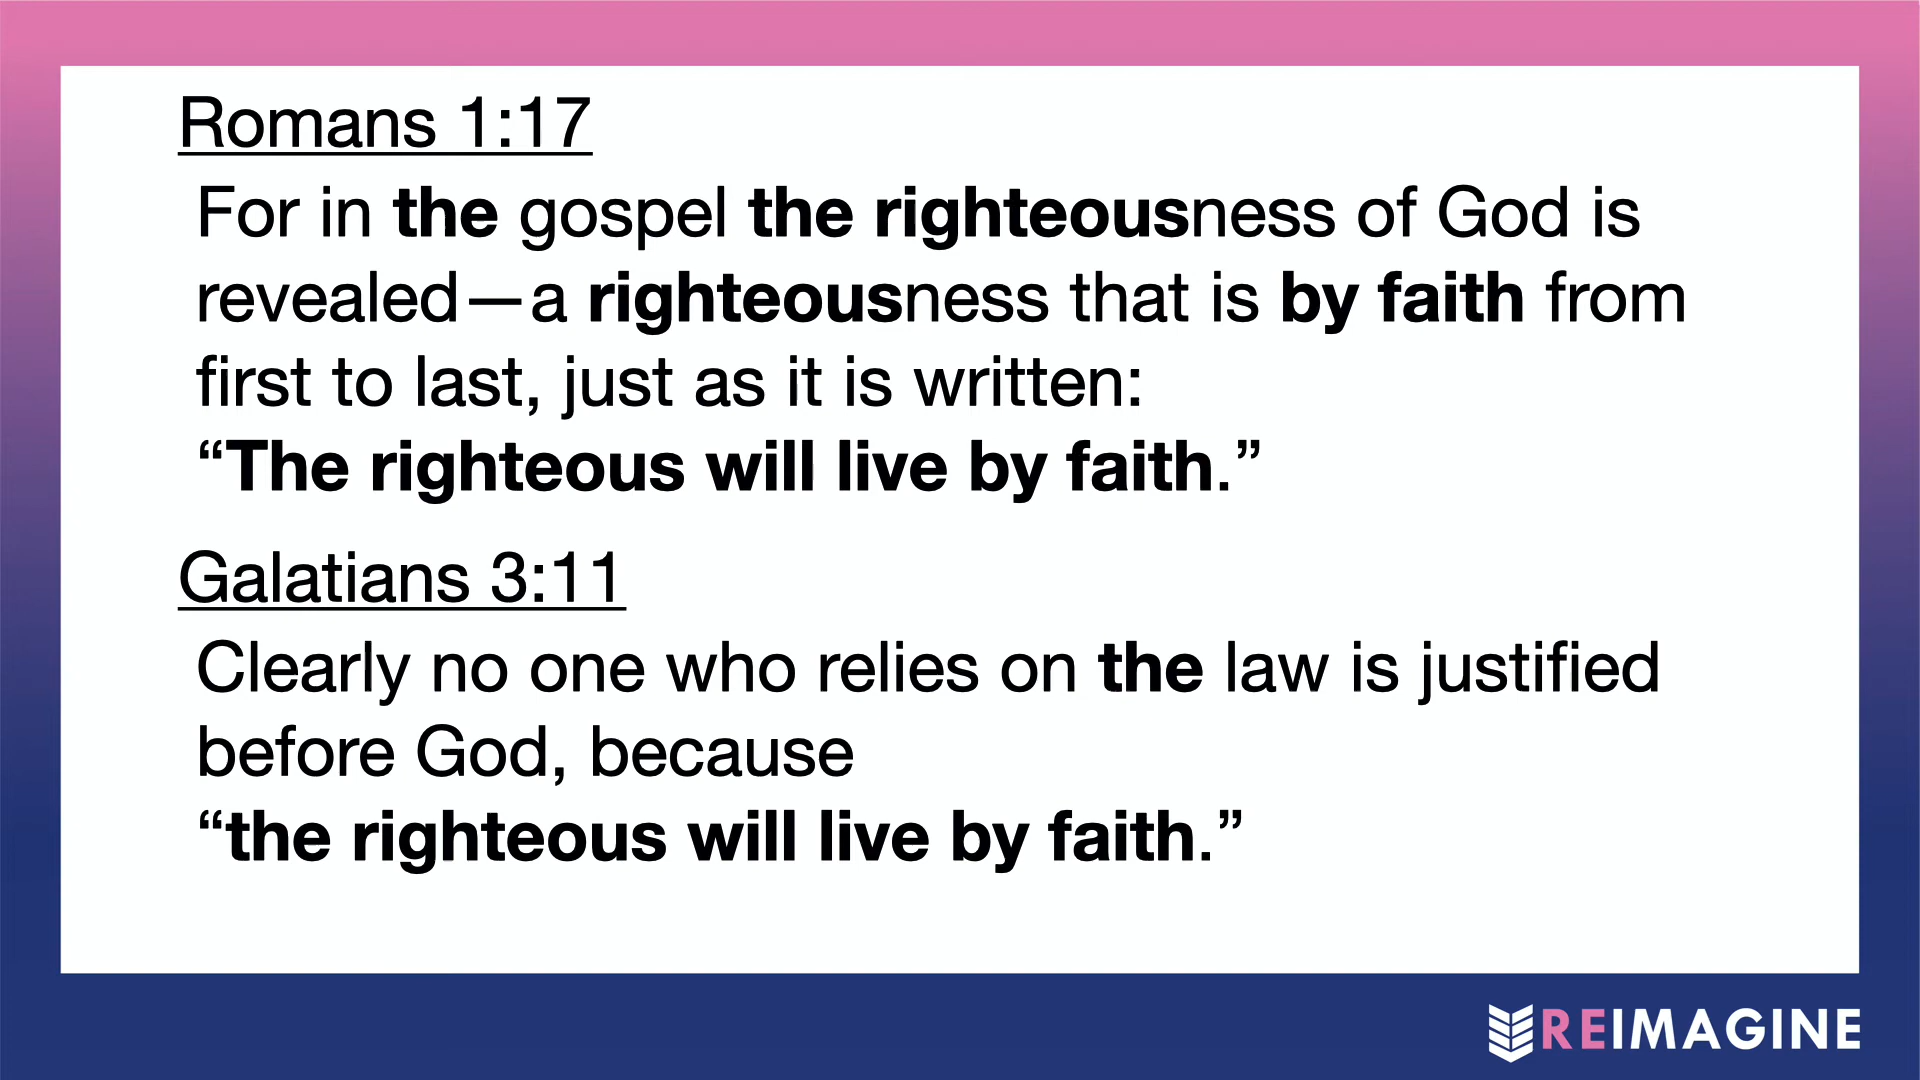 Romans 1:17
For in the gospel the righteousness of God is
revealed—a righteousness that is by faith from
first to last, just as it is written:
“The righteous will live by faith.”
Galatians 3:11
Clearly no one who relies on the law is justified
before God, because
“the righteous will live by faith.”
REIMAGINE